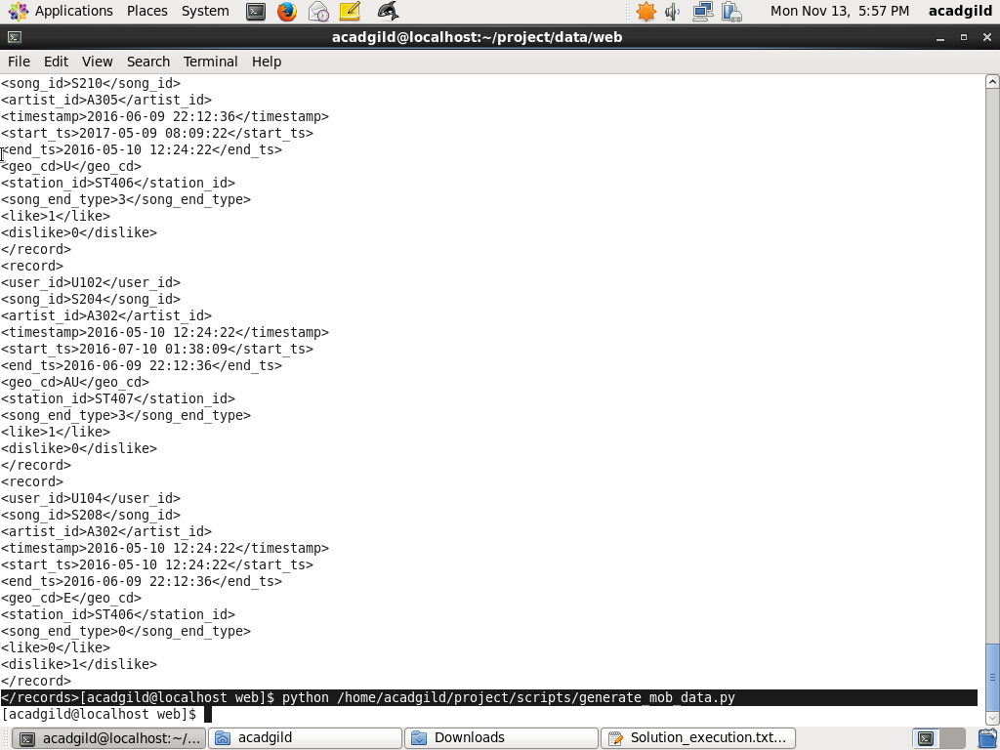 Applications Places System Mon Nov 13, 5:57 PM acadgild
acadgild@localhost:~/project/data/web
File Edit View Search Terminal Help
<song_id>S210</song_id>
<artist_id>A305</artist_id>
<timestamp>2016-06-09 22:12:36</timestamp>
<start_ts>2017-05-09 08:09:22</start_ts>
<end_ts>2016-05-10 12:24:22</end_ts>
<geo_cd>U</geo_cd>
<station_id>ST406</station_id>
<song_end_type>3</song_end_type>
<like>1</like>
<dislike>0</dislike>
</record>
<record>
<user_id>U102</user_id>
<song_id>S204</song_id>
<artist_id>A302</artist_id>
<timestamp>2016-05-10 12:24:22</timestamp>
<start_ts>2016-07-10 01:38:09</start_ts>
<end_ts>2016-06-09 22:12:36</end_ts>
<geo_cd>AU</geo_cd>
<station_id>ST407</station_id>
<song_end_type>3</song_end_type>
<like>1</like>
<dislike>0</dislike>
</record>
<record>
<user_id>U104</user_id>
<song_id>S208</song_id>
<artist_id>A302</artist_id>
<timestamp>2016-05-10 12:24:22</timestamp>
<start_ts>2016-05-10 12:24:22</start_ts>
<end_ts>2016-06-09 22:12:36</end_ts>
<geo_cd>E</geo_cd>
<station_id>ST406</station_id>
<song_end_type>0</song_end_type>
<like>0</like>
<dislike>1</dislike>
</record>
</records>[acadgild@localhost web]$ python /home/acadgild/project/scripts/generate_mob_data.py
[acadgild@localhost web]$
acadgild@localhost:~/... acadgild Downloads Solution_execution.txt...